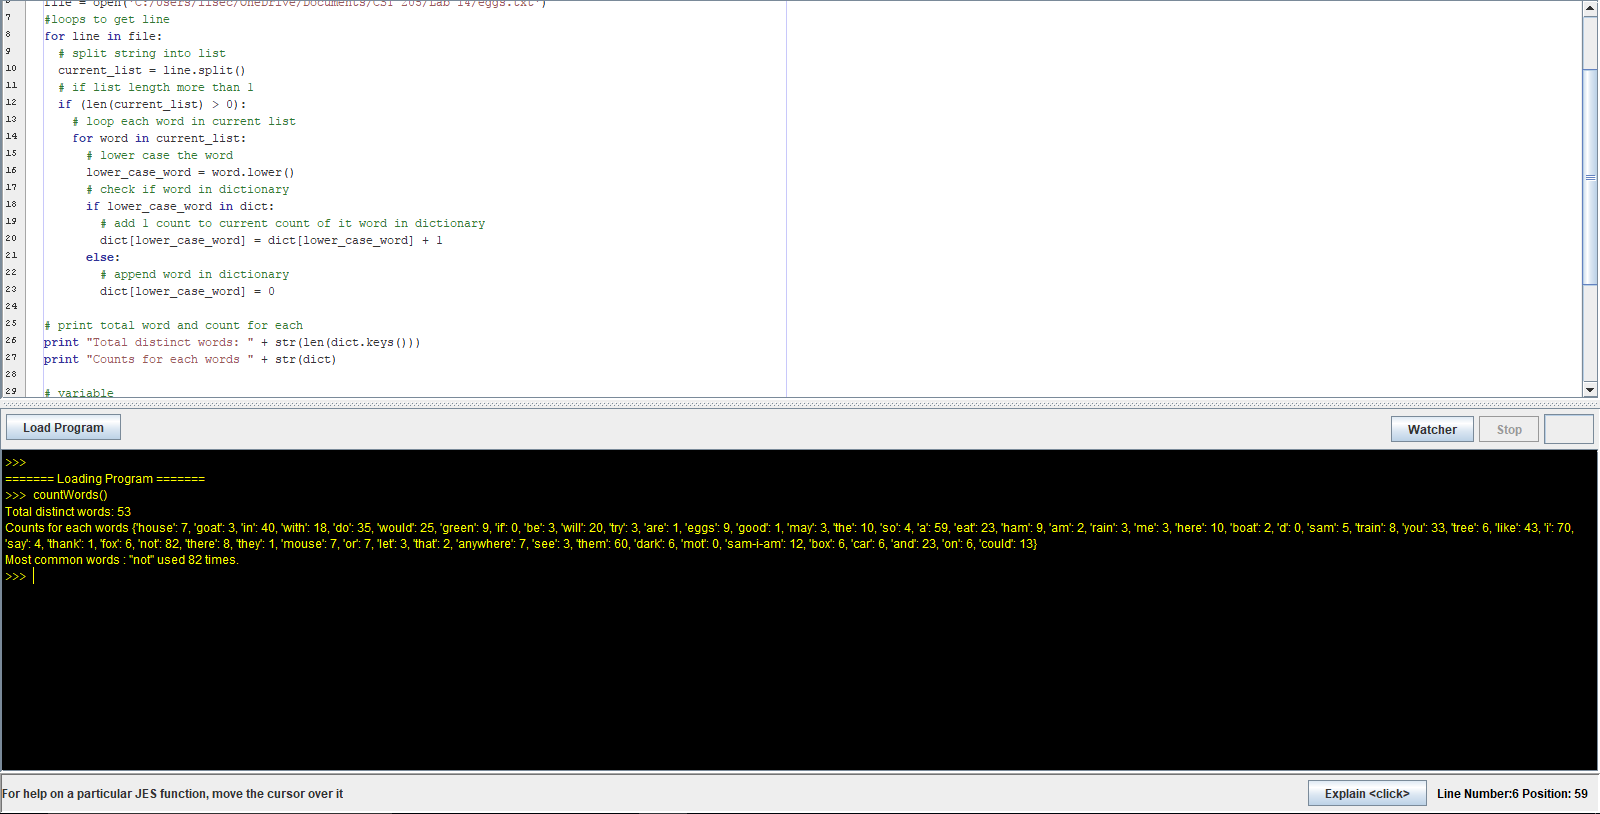 file = open('C:/Users/lisec/OneDrive/Documents/CST 205/Lab 14/eggs.txt')
7 #loops to get line
8 for line in file:
9 # split string into list
10 current_list = line.split()
11 # if list length more than 1
12 if (len(current_list) > 0):
13 # loop each word in current list
14 for word in current_list:
15 # lower case the word
16 lower_case_word = word.lower()
17 # check if word in dictionary
18 if lower_case_word in dict:
19 # add 1 count to current count of it word in dictionary
20 dict[lower_case_word] = dict[lower_case_word] + 1
21 else:
22 # append word in dictionary
23 dict[lower_case_word] = 0
24
25 # print total word and count for each
26 print "Total distinct words: " + str(len(dict.keys()))
27 print "Counts for each words " + str(dict)
28
29 # variable
Load Program
Watcher
Stop
>>>
======= Loading Program =======
>>> countWords()
Total distinct words: 53
Counts for each words {'house': 7, 'goat': 3, 'in': 40, 'with': 18, 'do': 35, 'would': 25, 'green': 9, 'if': 0, 'be': 3, 'will': 20, 'try': 3, 'are': 1, 'eggs': 9, 'good': 1, 'may': 3, 'the': 10, 'so': 4, 'a': 59, 'eat': 23, 'ham': 9, 'am': 2, 'rain': 3, 'me': 3, 'here': 10, 'boat': 2, 'd': 0, 'sam': 5, 'train': 8, 'you': 33, 'tree': 6, 'like': 43, 'i': 70,
'say': 4, 'thank': 1, 'fox': 6, 'not': 82, 'there': 8, 'they': 1, 'mouse': 7, 'or': 7, 'let': 3, 'that': 2, 'anywhere': 7, 'see': 3, 'them': 60, 'dark': 6, 'mot': 0, 'sam-i-am': 12, 'box': 6, 'car': 6, 'and': 23, 'on': 6, 'could': 13}
Most common words : "not" used 82 times.
>>>
For help on a particular JES function, move the cursor over it
Explain <click>
Line Number:6 Position: 59